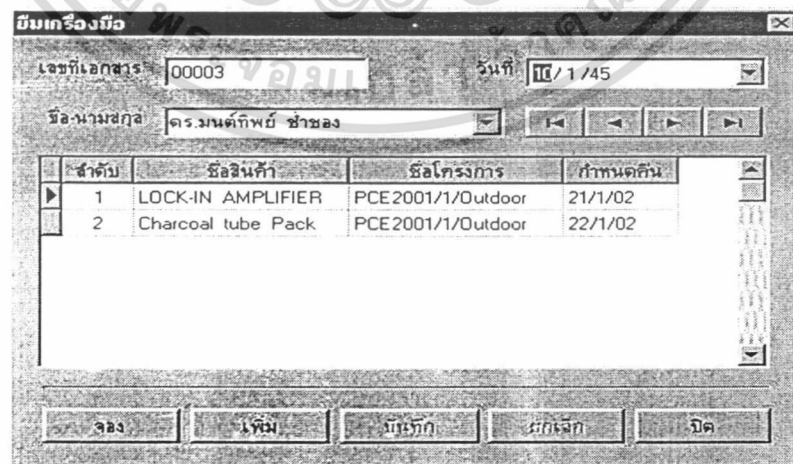 ยืมเครื่องมือ
เลขที่เอกสาร 00003 วันที่ 10/ 1 /45
ชื่อ-นามสกุล ดร.มนต์ทิพย์ ช่ำชอง
ลำดับ ชื่อสินค้า ชื่อโครงการ กำหนดคืน
1 LOCK-IN AMPLIFIER PCE2001/1/Outdoor 21/1/02
2 Charcoal tube Pack PCE2001/1/Outdoor 22/1/02
จอง เพิ่ม บันทึก ยกเลิก ปิด